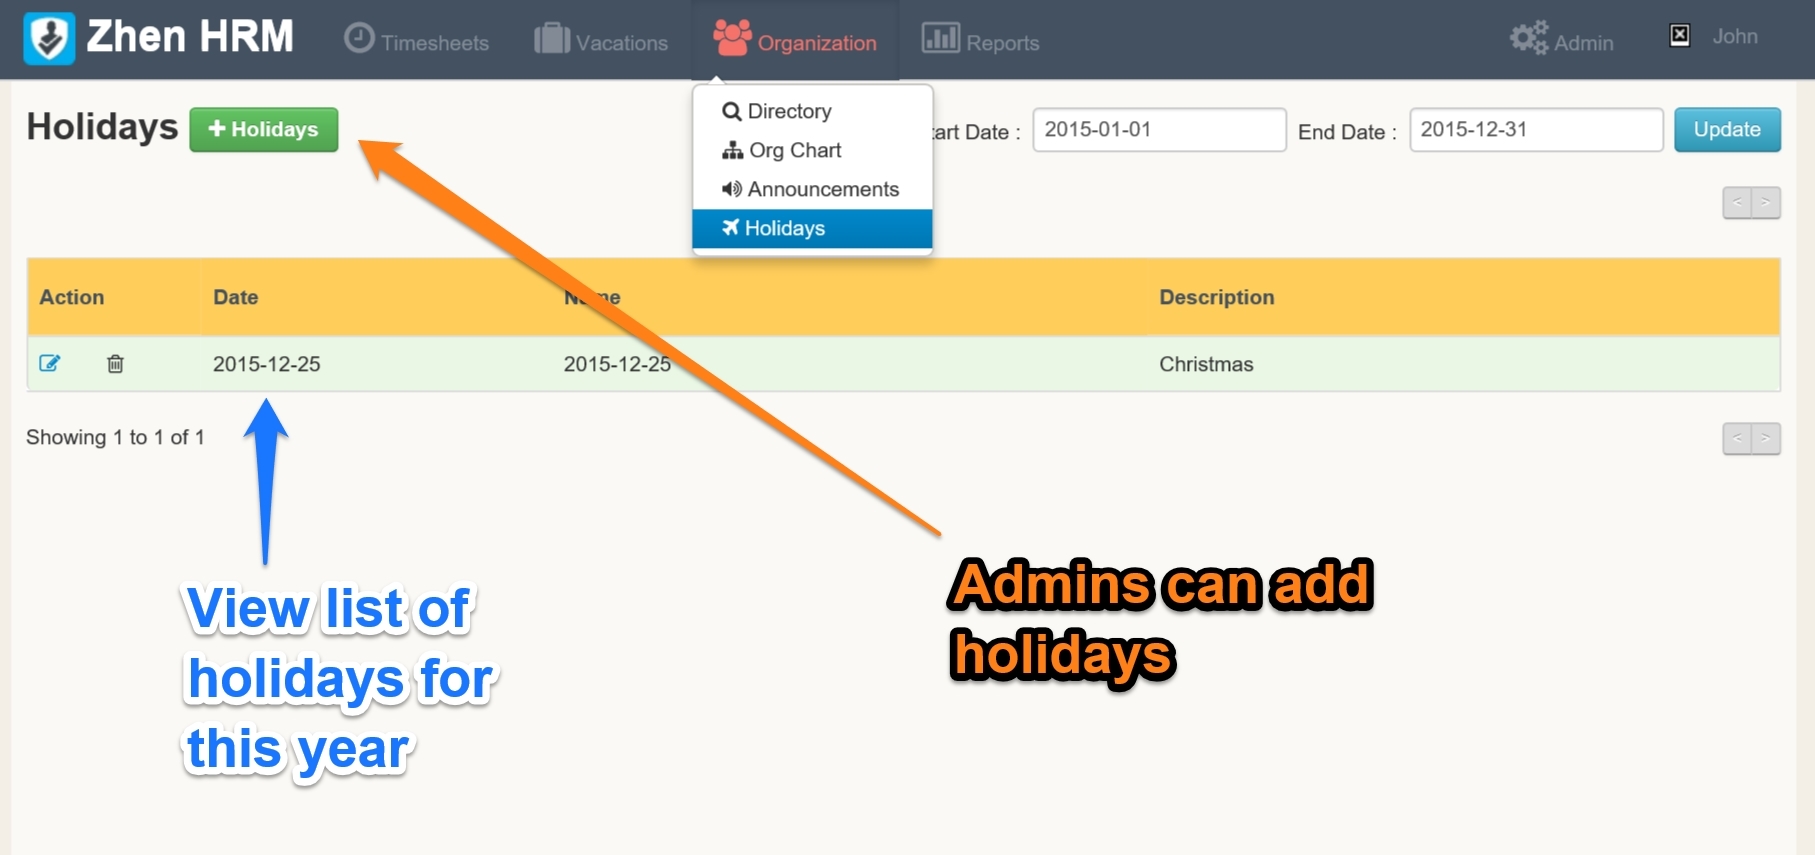 Zhen HRM Timesheets Vacations Organization Reports Admin John
Holidays + Holidays
Directory
Org Chart
Announcements
Holidays
Date : 2015-01-01 End Date : 2015-12-31 Update
< >
Action Date Description
2015-12-25 2015-12-25 Christmas
Showing 1 to 1 of 1
< >
View list of
holidays for
this year
Admins can add
holidays